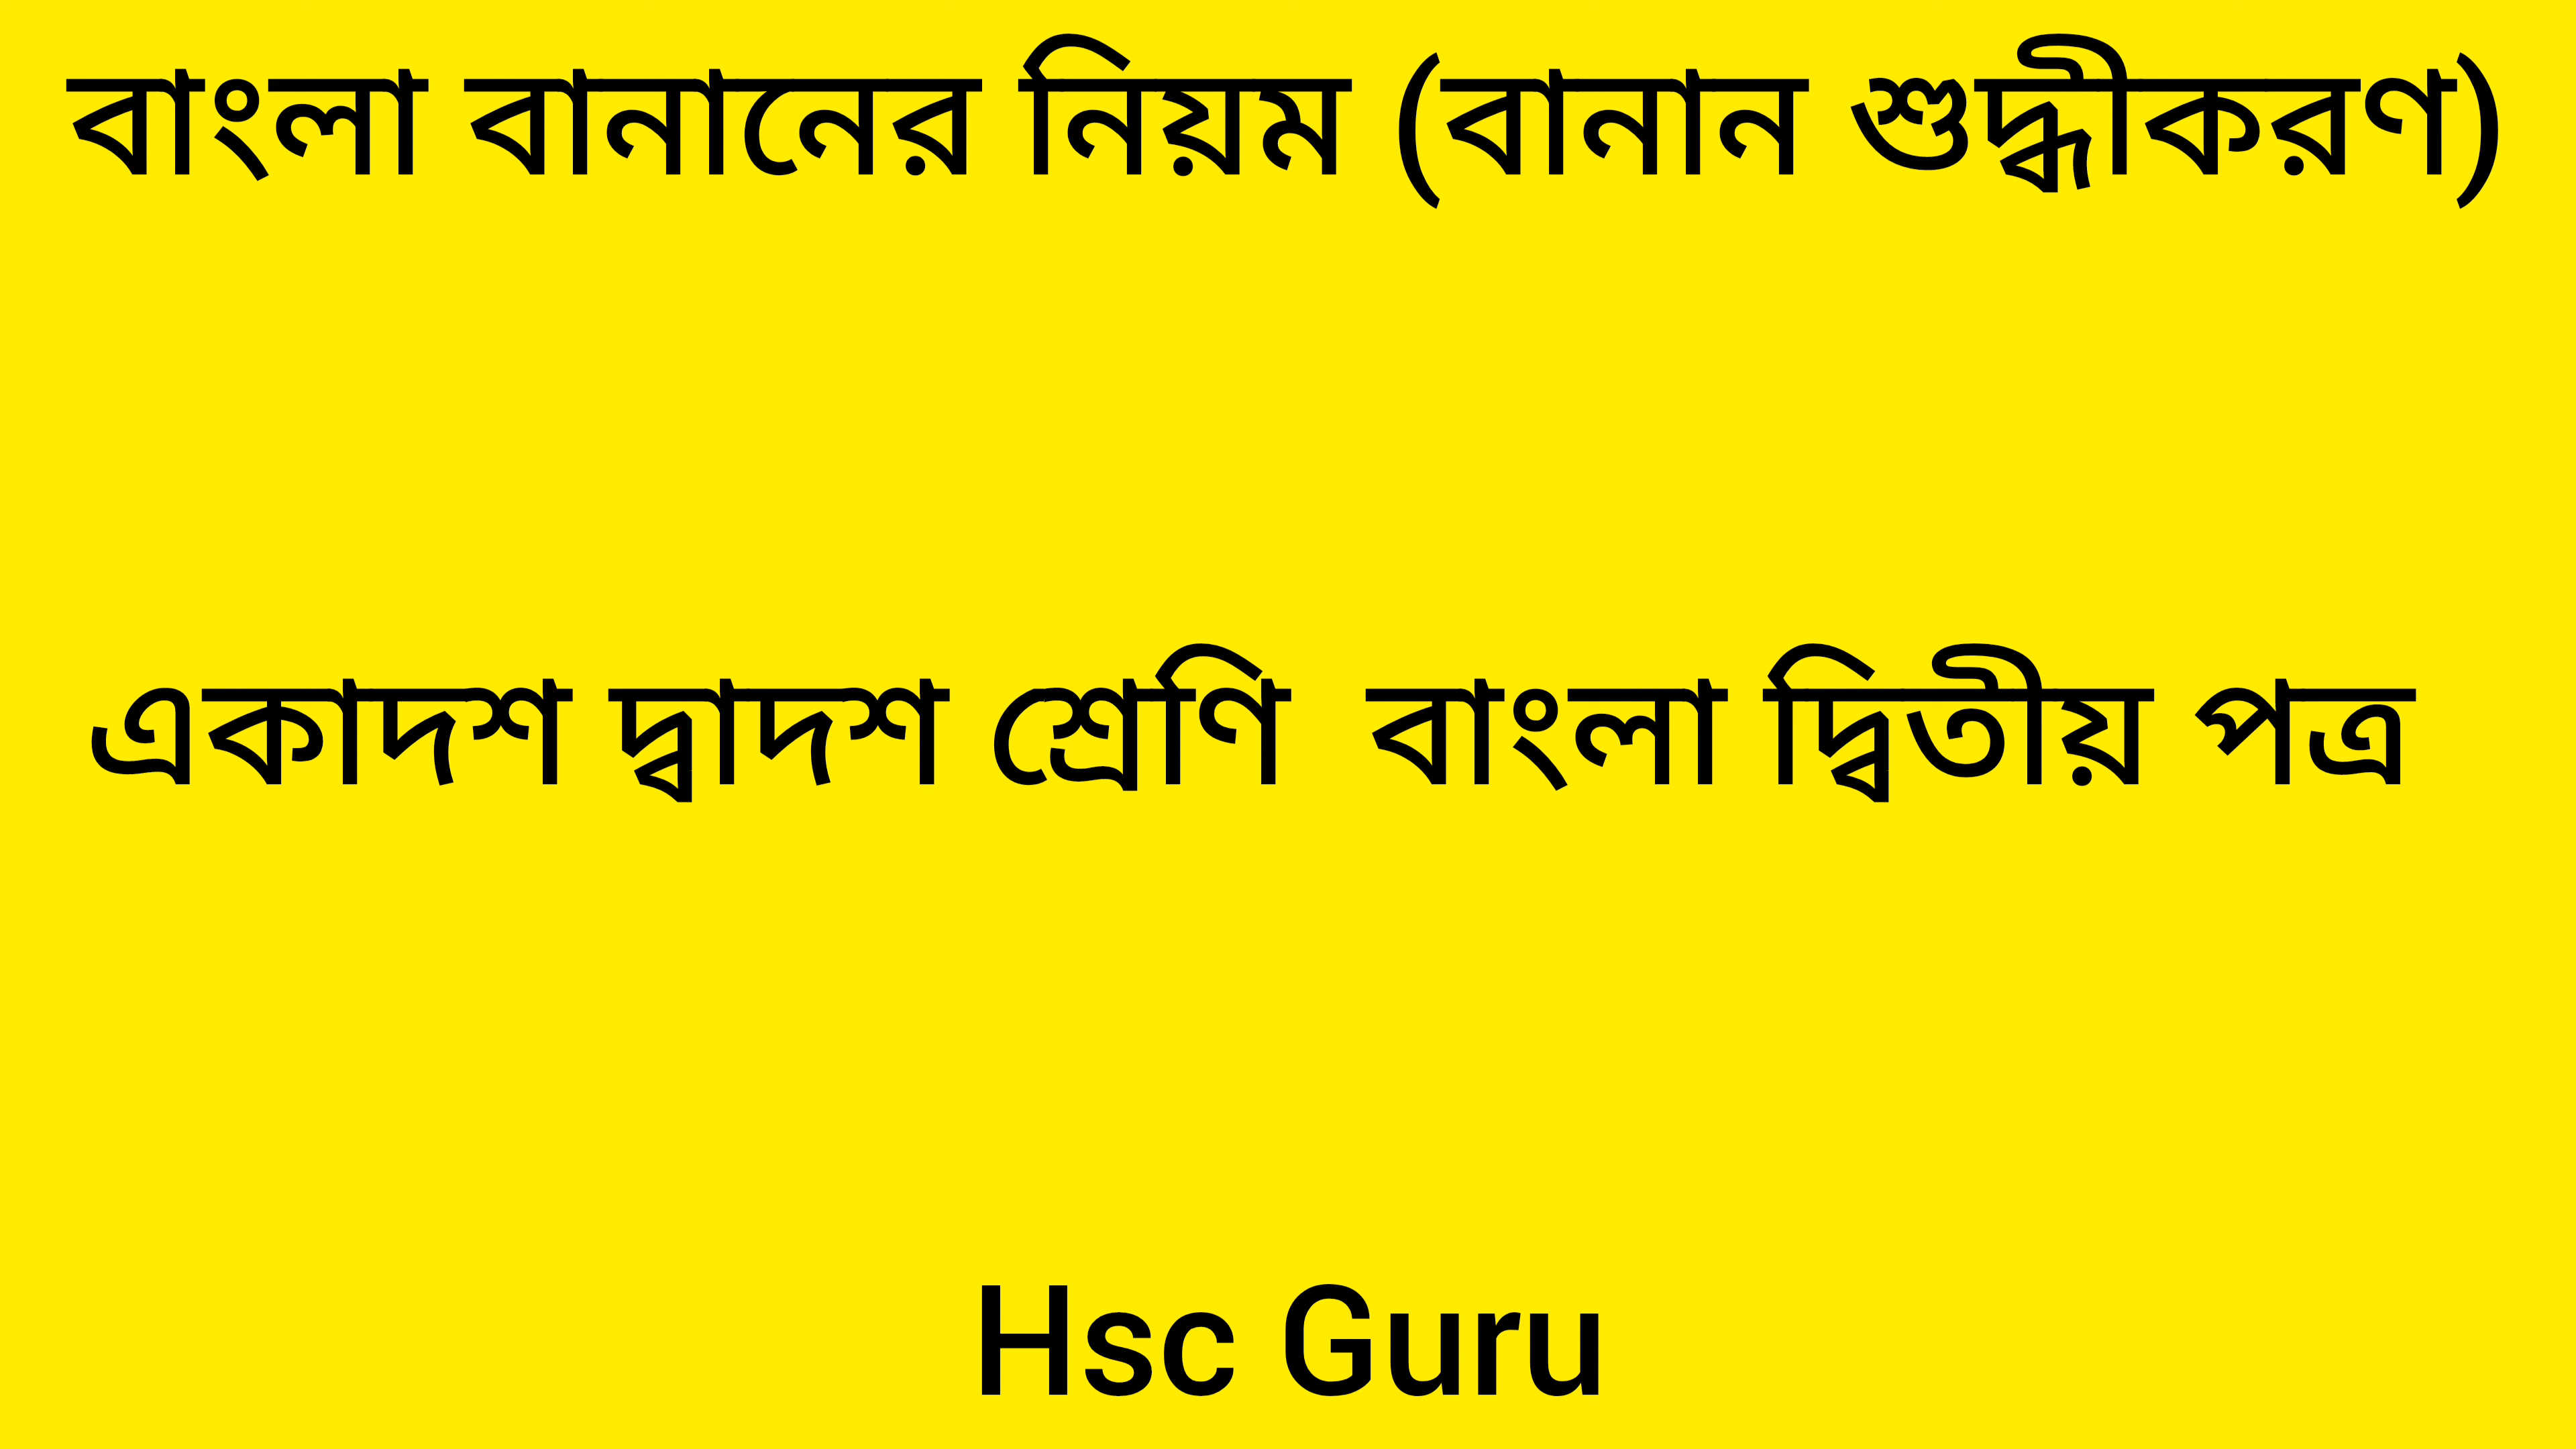 বাংলা বানানের নিয়ম (বানান শুদ্ধীকরণ)
একাদশ দ্বাদশ শ্রেণি বাংলা দ্বিতীয় পত্র
Hsc Guru